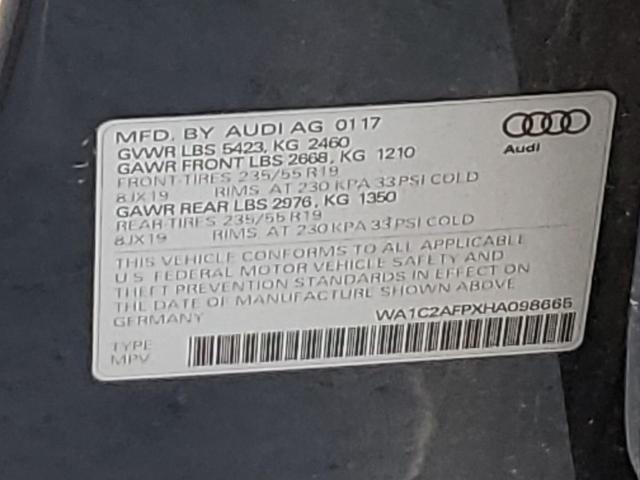 MFD. BY AUDI AG 01 17
GVWR LBS 5423, KG 2460
GAWR FRONT LBS 2668, KG 1210
FRONT-TIRES 235/55 R19
8JX19 RIMS AT 230 KPA 33 PSI COLD
GAWR REAR LBS 2976, KG 1350
REAR-TIRES 235/55 R19
8JX19 RIMS AT 230 KPA 33 PSI COLD
THIS VEHICLE CONFORMS TO ALL APPLICABLE
U.S. FEDERAL MOTOR VEHICLE SAFETY AND
THEFT PREVENTION STANDARDS IN EFFECT ON
THE DATE OF MANUFACTURE SHOWN ABOVE
GERMANY WA1C2AFPXHA098665
TYPE
MPV
Audi